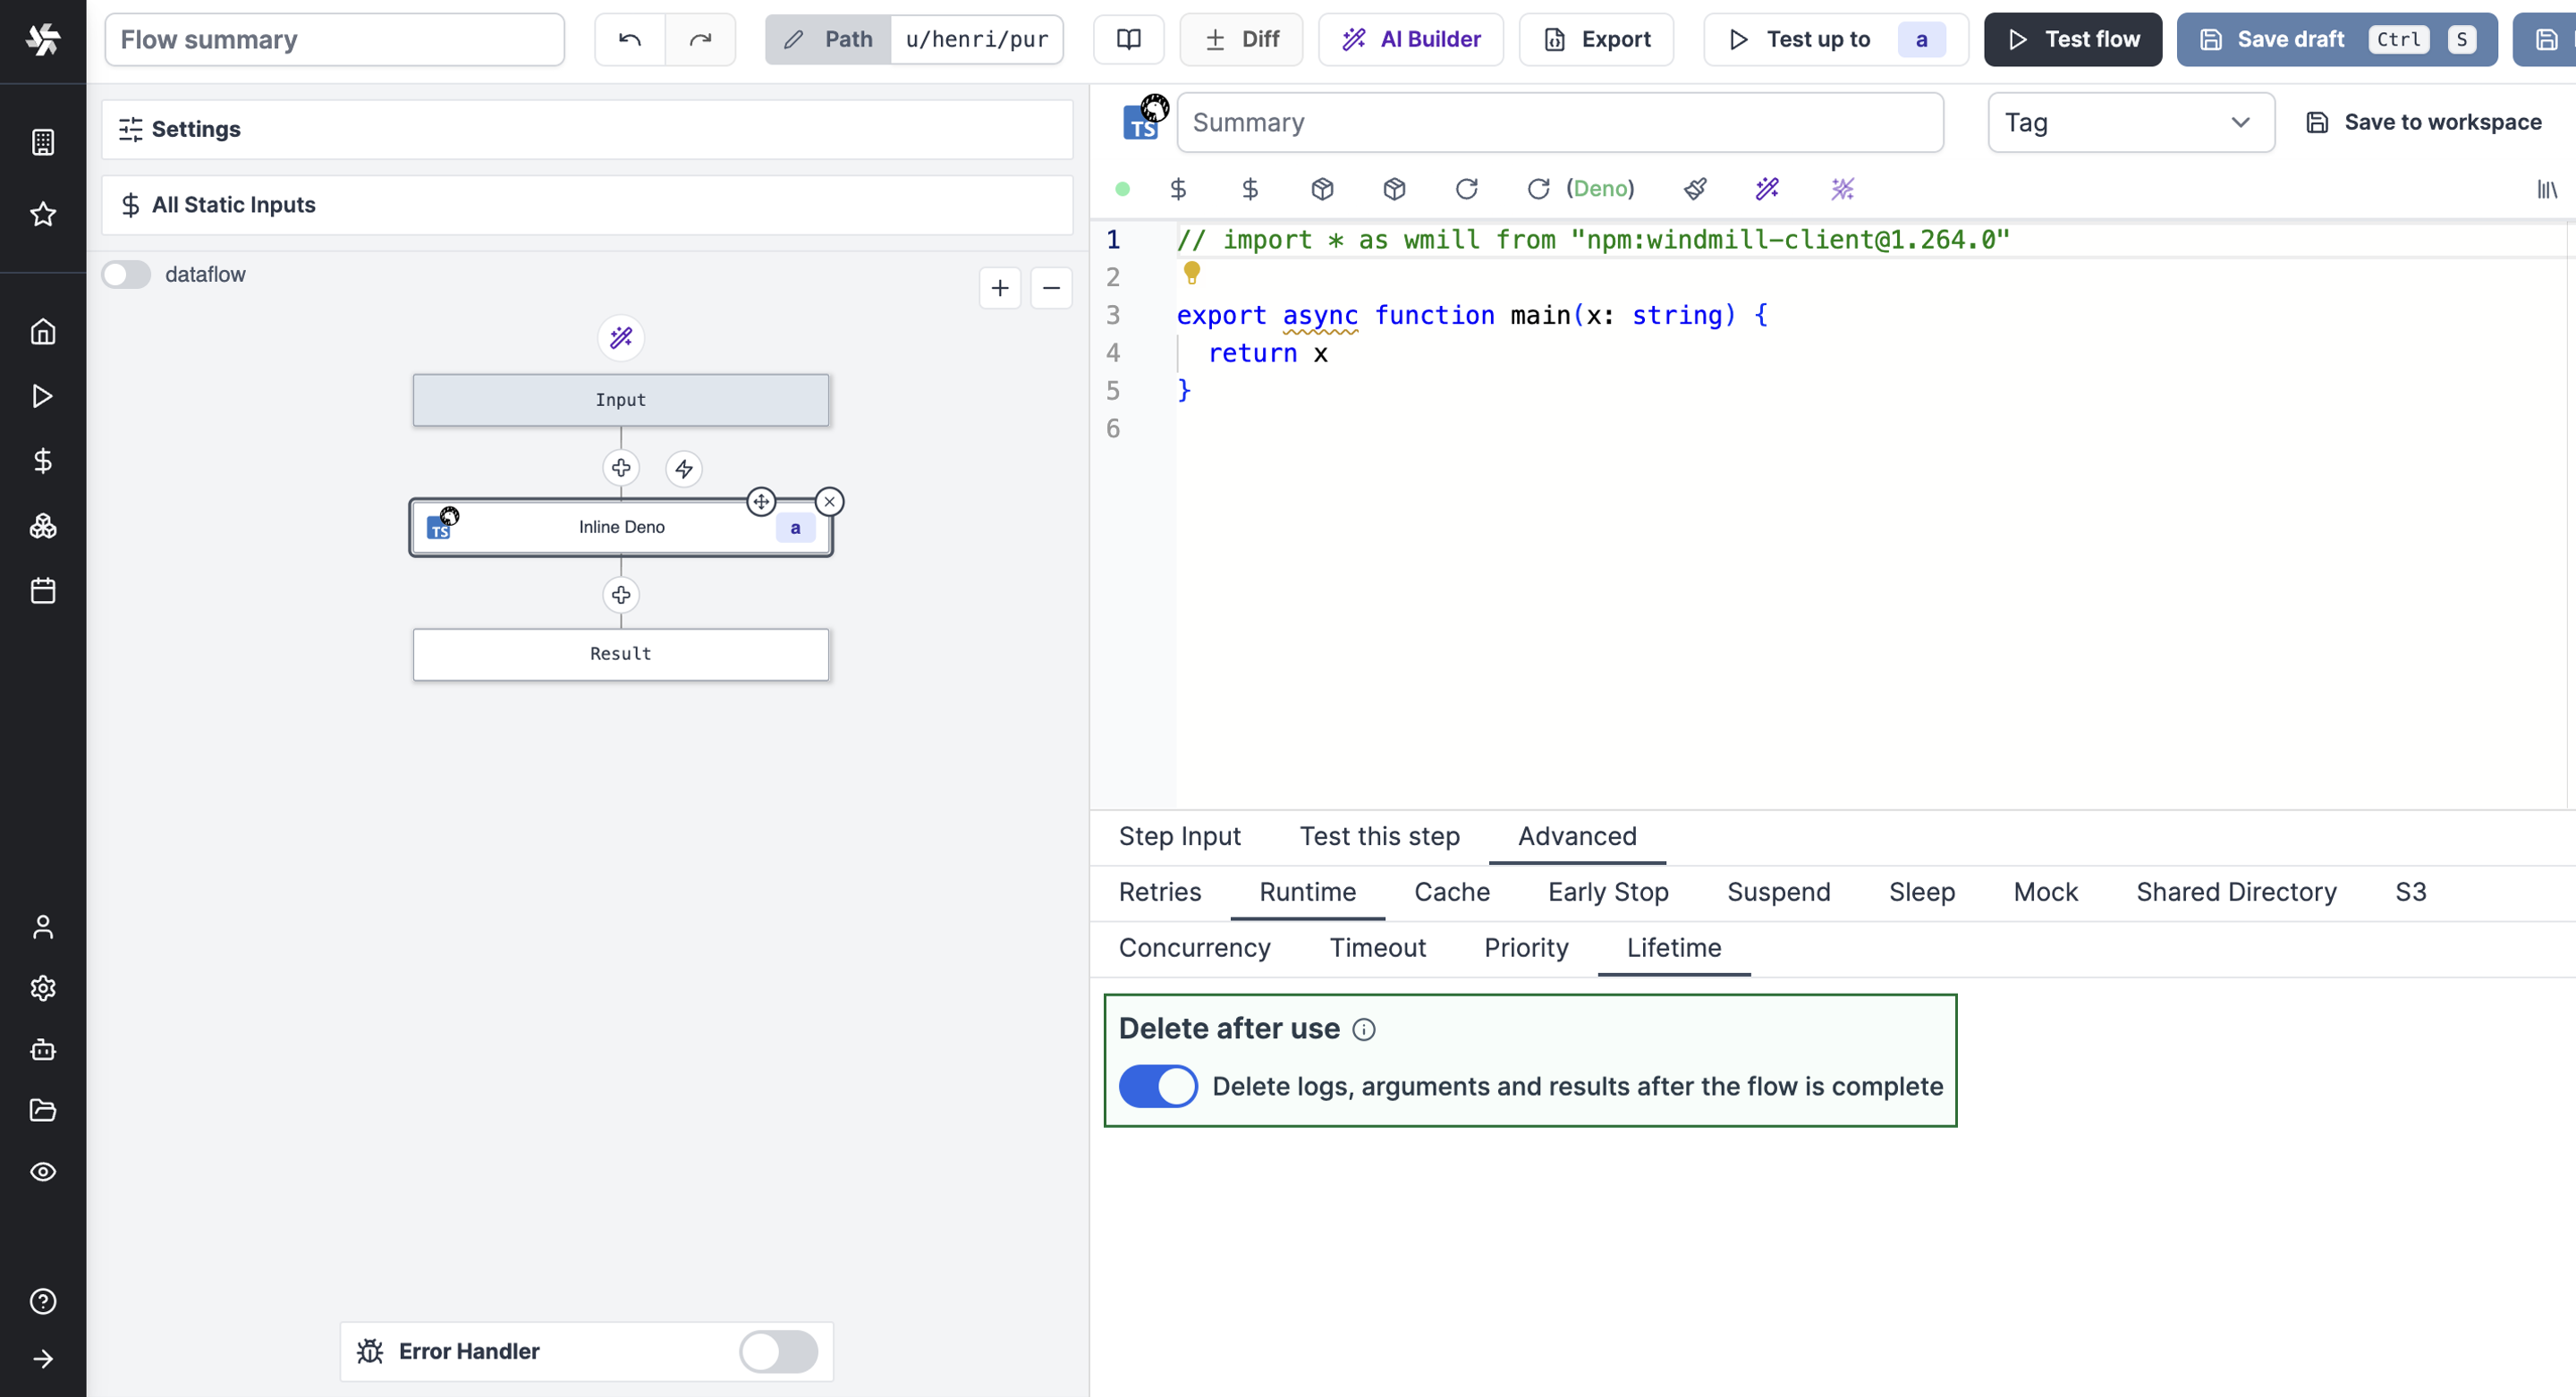 Flow summary
Path u/henri/pur
Diff
AI Builder
Export
Test up to a
Test flow
Save draft Ctrl S
Settings
All Static Inputs
dataflow
Input
TS Inline Deno a
Result
Error Handler
TS Summary
Tag
Save to workspace
(Deno)
1 // import * as wmill from "npm:windmill-client@1.264.0"
2
3 export async function main(x: string) {
4 return x
5 }
6
Step Input Test this step Advanced
Retries Runtime Cache Early Stop Suspend Sleep Mock Shared Directory S3
Concurrency Timeout Priority Lifetime
Delete after use
Delete logs, arguments and results after the flow is complete